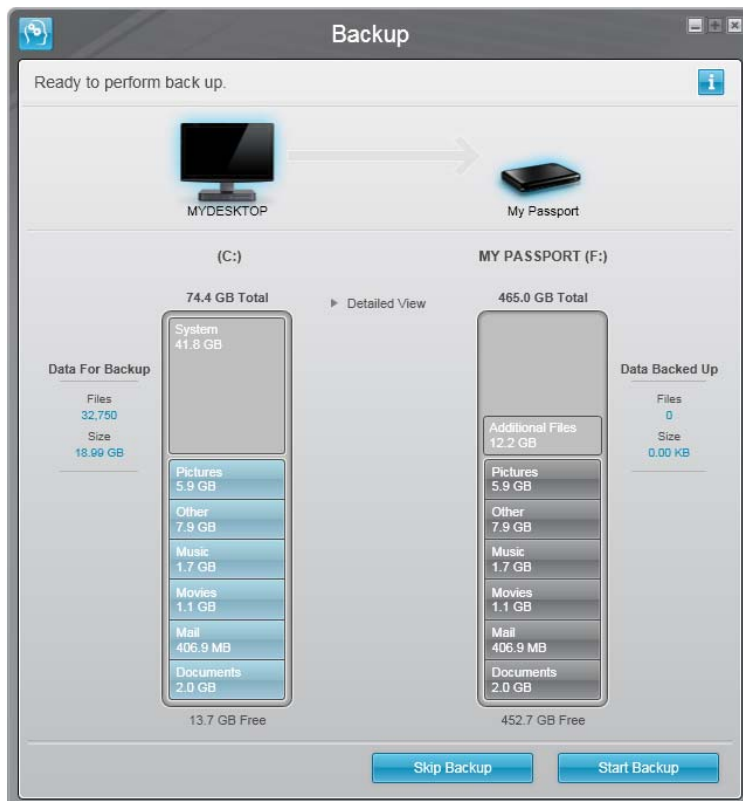 Backup
Ready to perform back up.
i
MYDESKTOP
My Passport
(C:)
MY PASSPORT (F:)
74.4 GB Total
Detailed View
465.0 GB Total
Data For Backup
Files
32,750
Size
18.99 GB
System
41.8 GB
Pictures
5.9 GB
Other
7.9 GB
Music
1.7 GB
Movies
1.1 GB
Mail
406.9 MB
Documents
2.0 GB
13.7 GB Free
Additional Files
12.2 GB
Pictures
5.9 GB
Other
7.9 GB
Music
1.7 GB
Movies
1.1 GB
Mail
406.9 MB
Documents
2.0 GB
452.7 GB Free
Data Backed Up
Files
0
Size
0.00 KB
Skip Backup
Start Backup